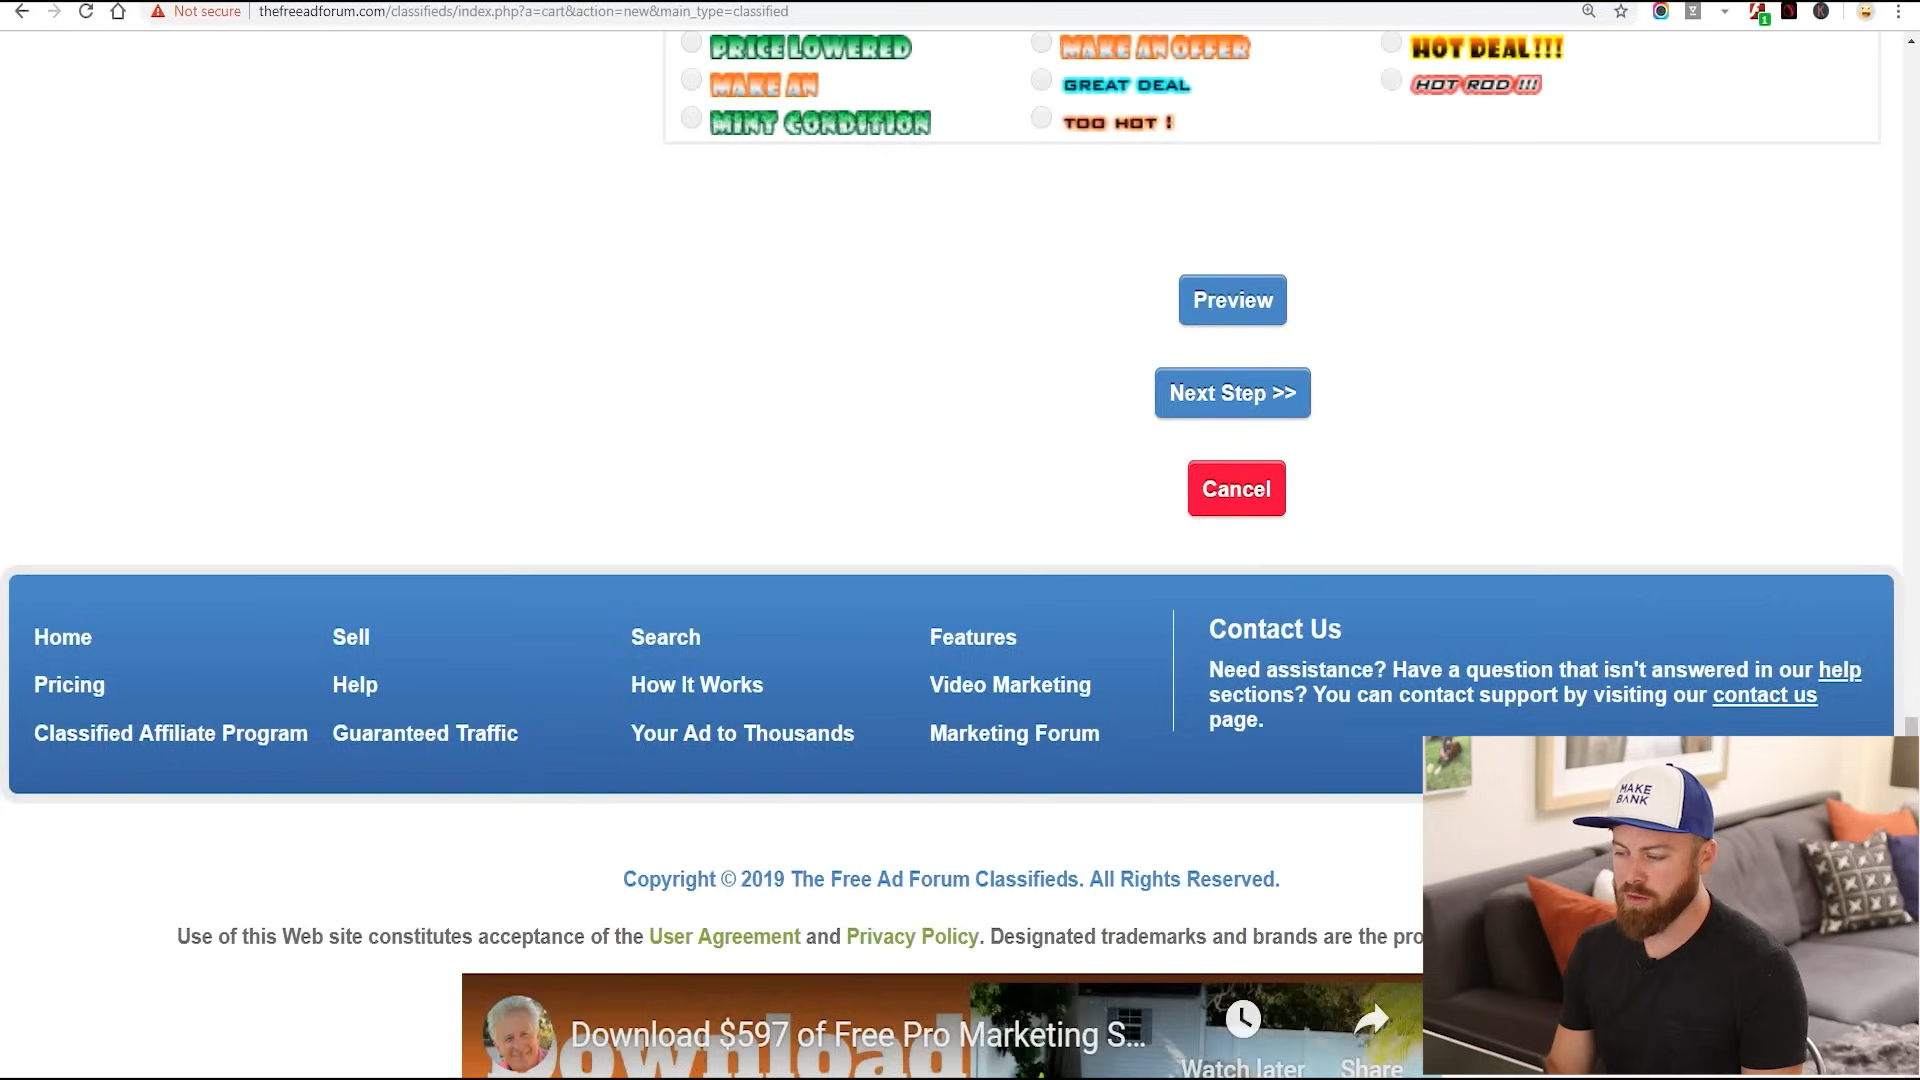 Not secure thefreeadforum.com/classifieds/index.php?a=cart&action=new&main_type=classified
1
PRICE LOWERED MAKE AN OFFER HOT DEAL!!!
MAKE AN GREAT DEAL HOT ROD !!!
MINT CONDITION TOO HOT !
Preview
Next Step >>
Cancel
Home Sell Search Features
Pricing Help How It Works Video Marketing
Classified Affiliate Program Guaranteed Traffic Your Ad to Thousands Marketing Forum
Contact Us
Need assistance? Have a question that isn't answered in our help
sections? You can contact support by visiting our contact us
page.
MAKE
BANK
Copyright © 2019 The Free Ad Forum Classifieds. All Rights Reserved.
Use of this Web site constitutes acceptance of the User Agreement and Privacy Policy. Designated trademarks and brands are the pro
Download $597 of Free Pro Marketing S...
Download
Watch later Share